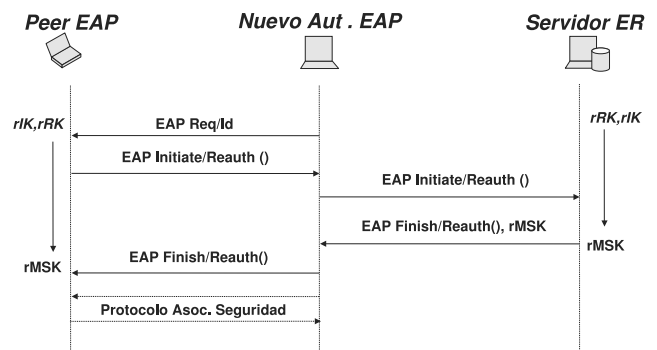 Peer EAP
Nuevo Aut . EAP
Servidor ER
rIK,rRK
EAP Req/Id
rRK,rIK
EAP Initiate/Reauth ()
EAP Initiate/Reauth ()
EAP Finish/Reauth(), rMSK
rMSK
EAP Finish/Reauth()
rMSK
Protocolo Asoc. Seguridad